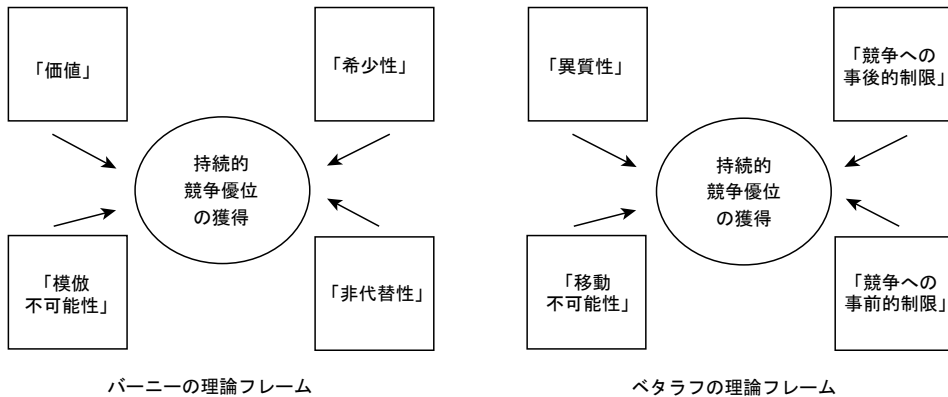 「価値」
「希少性」
持続的
競争優位
の獲得
「模倣
不可能性」
「非代替性」
バーニーの理論フレーム
「異質性」
「競争への
事後的制限」
持続的
競争優位
の獲得
「移動
不可能性」
「競争への
事前的制限」
ベタラフの理論フレーム